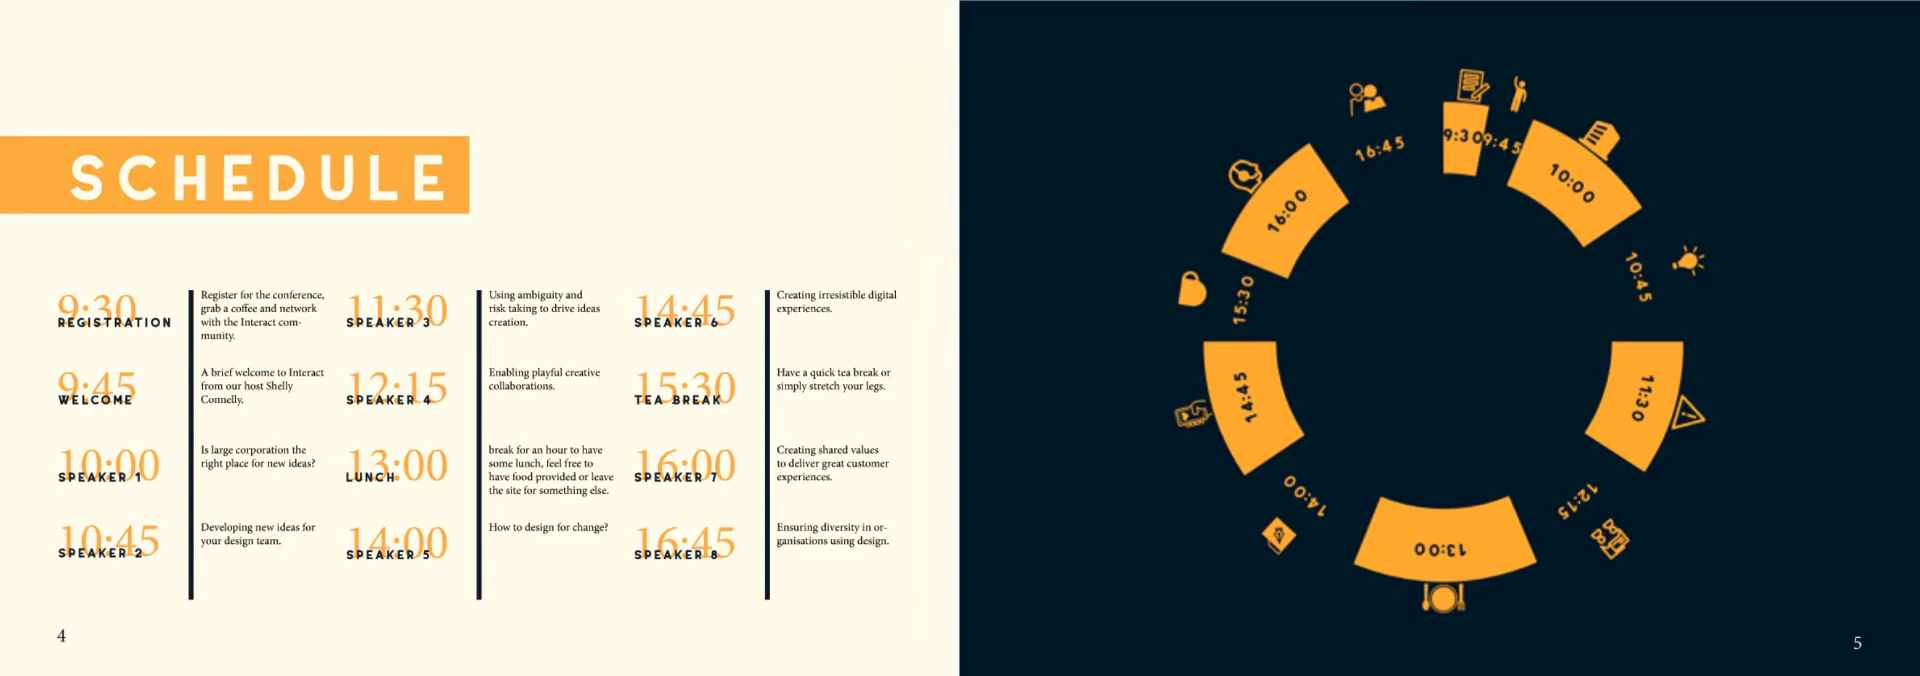 SCHEDULE
9:30
REGISTRATION
Register for the conference,
grab a coffee and network
with the Interact com-
munity.
9:45
WELCOME
A brief welcome to Interact
from our host Shelly
Connelly.
10:00
SPEAKER 1
Is large corporation the
right place for new ideas?
10:45
SPEAKER 2
Developing new ideas for
your design team.
11:30
SPEAKER 3
Using ambiguity and
risk taking to drive ideas
creation.
12:15
SPEAKER 4
Enabling playful creative
collaborations.
13:00
LUNCH
break for an hour to have
some lunch, feel free to
have food provided or leave
the site for something else.
14:00
SPEAKER 5
How to design for change?
14:45
SPEAKER 6
Creating irresistible digital
experiences.
15:30
TEA BREAK
Have a quick tea break or
simply stretch your legs.
16:00
SPEAKER 7
Creating shared values
to deliver great customer
experiences.
16:45
SPEAKER 8
Ensuring diversity in or-
ganisations using design.
4
9:30
9:45
10:00
10:45
11:30
12:15
13:00
14:00
14:45
15:30
16:00
16:45
5